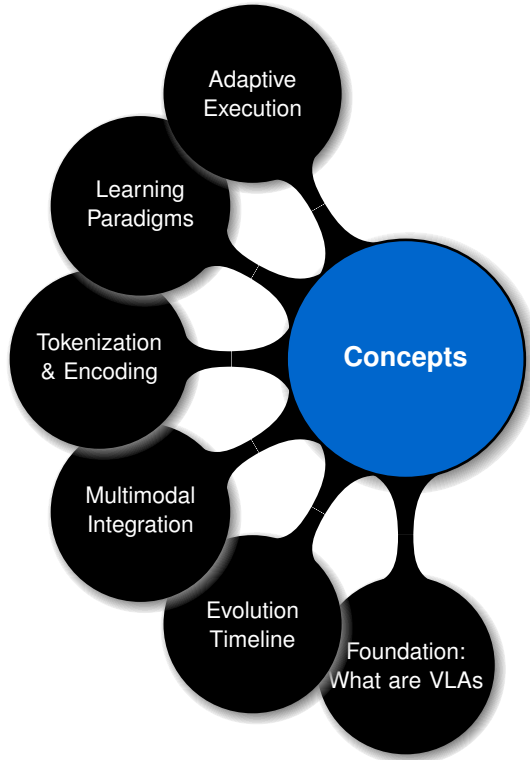 Adaptive
Execution
Learning
Paradigms
Tokenization
& Encoding
Concepts
Multimodal
Integration
Evolution
Timeline
Foundation:
What are VLAs